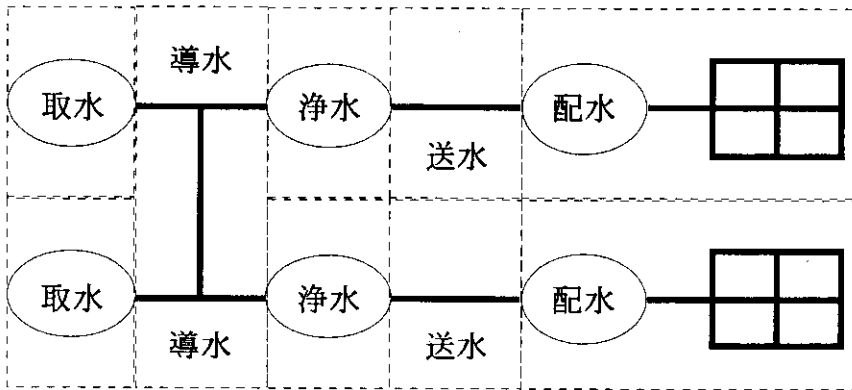 導水
取水 浄水 配水
送水
取水 浄水 配水
導水 送水